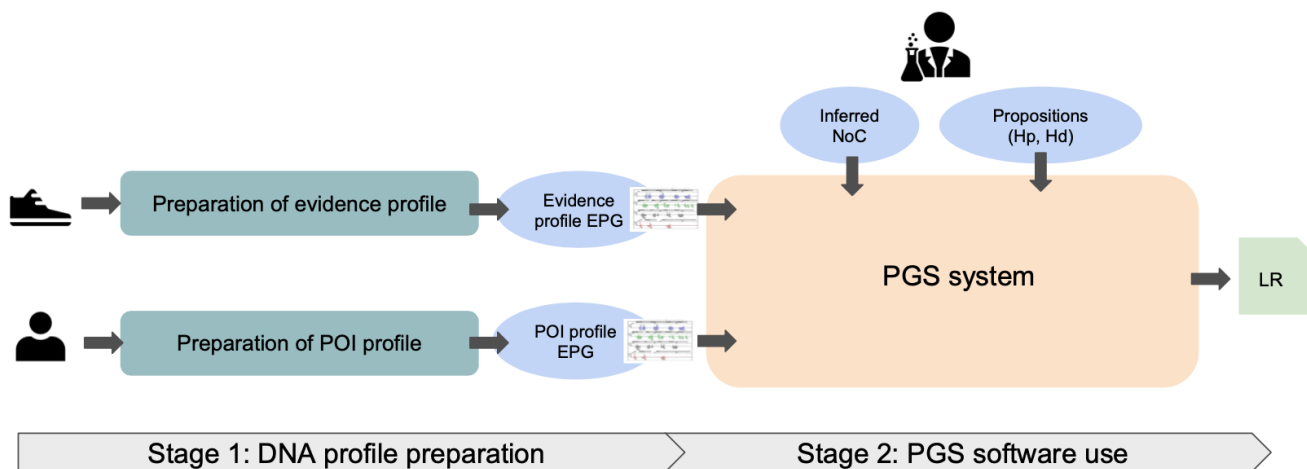 Inferred
NoC
Propositions
(Hp, Hd)
Preparation of evidence profile
Evidence
profile EPG
PGS system
LR
Preparation of POI profile
POI profile
EPG
Stage 1: DNA profile preparation
Stage 2: PGS software use